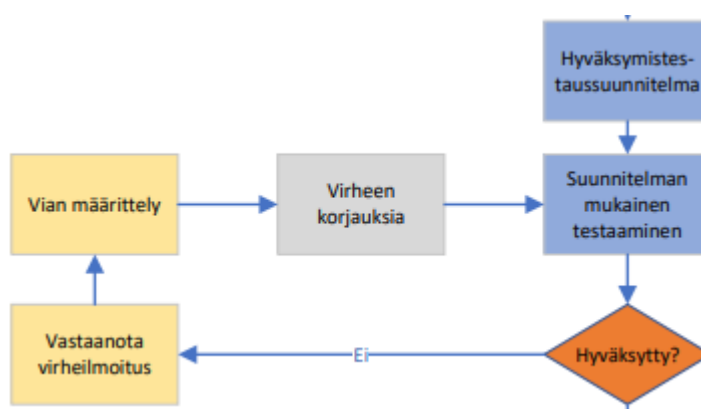 Hyväksymistes-
taussuunnitelma
Vian määrittely
Virheen
korjauksia
Suunnitelman
mukainen
testaaminen
Vastaanota
virheilmoitus
Ei
Hyväksytty?